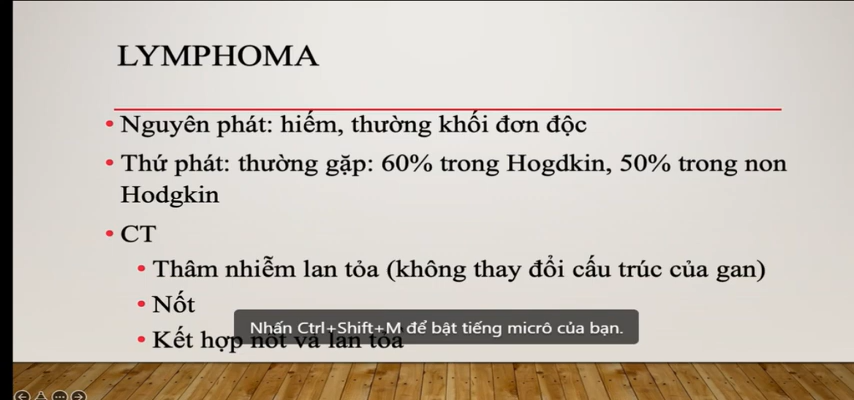 LYMPHOMA
• Nguyên phát: hiếm, thường khối đơn độc
• Thứ phát: thường gặp: 60% trong Hogdkin, 50% trong non
Hodgkin
• CT
• Thâm nhiễm lan tỏa (không thay đổi cấu trúc của gan)
• Nốt
Nhấn Ctrl+Shift+M để bật tiếng micrô của bạn.
• Kết hợp nốt và lan tỏa